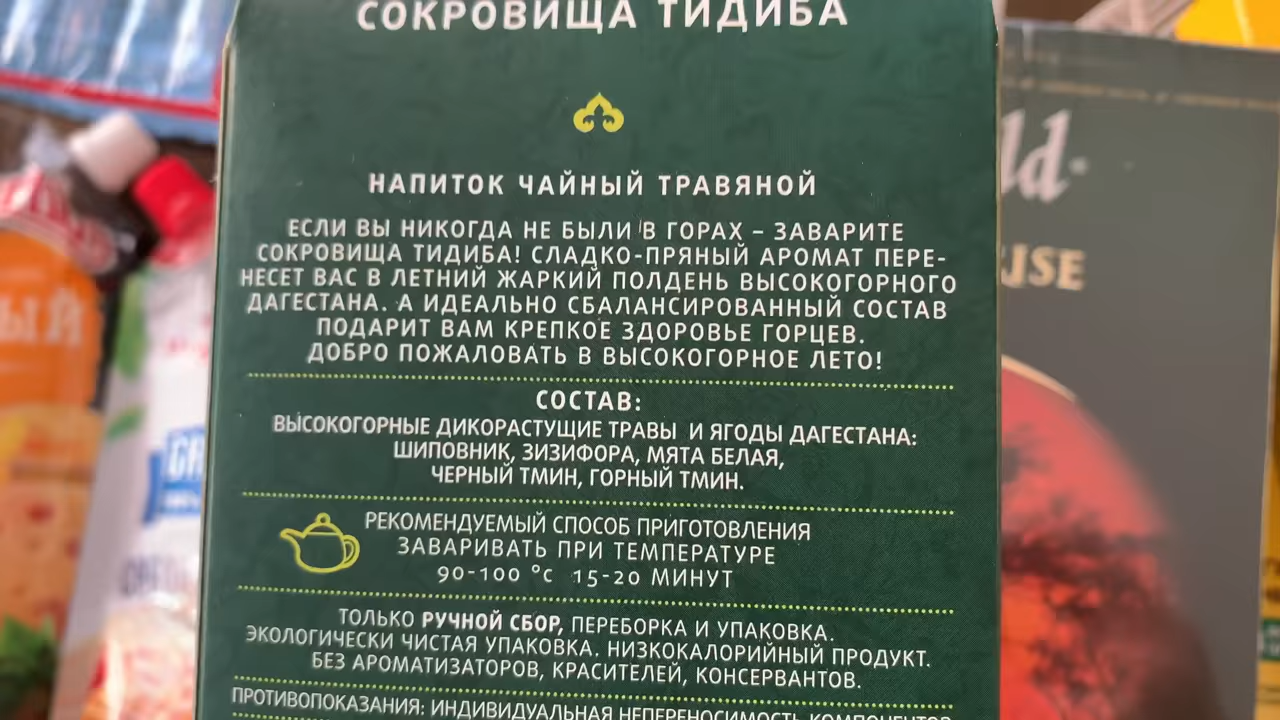 СОКРОВИЩА ТИДИБА
НАПИТОК ЧАЙНЫЙ ТРАВЯНОЙ
ЕСЛИ ВЫ НИКОГДА НЕ БЫЛИ В ГОРАХ – ЗАВАРИТЕ
СОКРОВИЩА ТИДИБА! СЛАДКО-ПРЯНЫЙ АРОМАТ ПЕРЕ-
НЕСЕТ ВАС В ЛЕТНИЙ ЖАРКИЙ ПОЛДЕНЬ ВЫСОКОГОРНОГО
ДАГЕСТАНА. А ИДЕАЛЬНО СБАЛАНСИРОВАННЫЙ СОСТАВ
ПОДАРИТ ВАМ КРЕПКОЕ ЗДОРОВЬЕ ГОРЦЕВ.
ДОБРО ПОЖАЛОВАТЬ В ВЫСОКОГОРНОЕ ЛЕТО!
СОСТАВ:
ВЫСОКОГОРНЫЕ ДИКОРАСТУЩИЕ ТРАВЫ И ЯГОДЫ ДАГЕСТАНА:
ШИПОВНИК, ЗИЗИФОРА, МЯТА БЕЛАЯ,
ЧЕРНЫЙ ТМИН, ГОРНЫЙ ТМИН.
РЕКОМЕНДУЕМЫЙ СПОСОБ ПРИГОТОВЛЕНИЯ
ЗАВАРИВАТЬ ПРИ ТЕМПЕРАТУРЕ
90-100 °C 15-20 МИНУТ
ТОЛЬКО РУЧНОЙ СБОР, ПЕРЕБОРКА И УПАКОВКА.
ЭКОЛОГИЧЕСКИ ЧИСТАЯ УПАКОВКА. НИЗКОКАЛОРИЙНЫЙ ПРОДУКТ.
БЕЗ АРОМАТИЗАТОРОВ, КРАСИТЕЛЕЙ, КОНСЕРВАНТОВ.
ПРОТИВОПОКАЗАНИЯ: ИНДИВИДУАЛЬНАЯ НЕПЕРЕНОСИМОСТЬ КОМПОНЕНТОВ